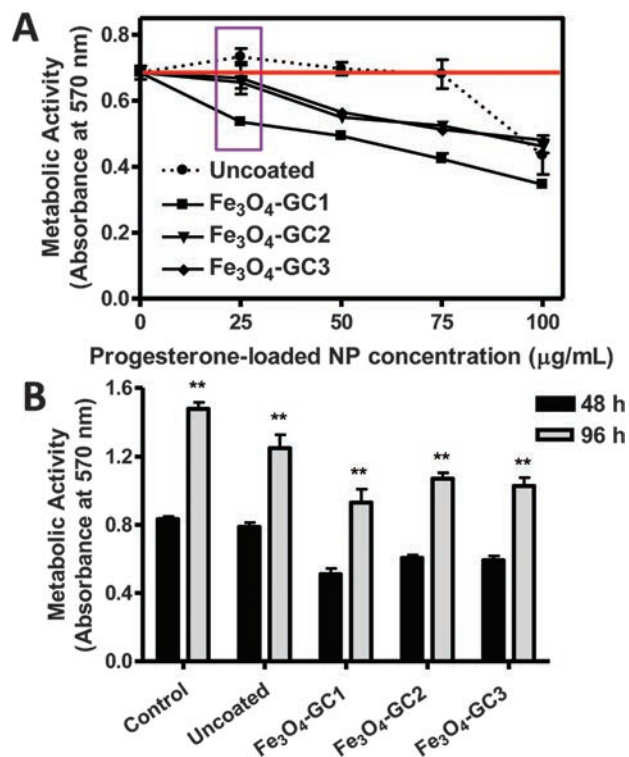 A
Metabolic Activity
(Absorbance at 570 nm)
0.8
0.6
0.4
0.2
0.0
Uncoated
Fe₃O₄-GC1
Fe₃O₄-GC2
Fe₃O₄-GC3
0 25 50 75 100
Progesterone-loaded NP concentration (μg/mL)
B
Metabolic Activity
(Absorbance at 570 nm)
1.6
1.2
0.8
0.4
0.0
** ** ** ** **
48 h
96 h
Control Uncoated Fe₃O₄-GC1 Fe₃O₄-GC2 Fe₃O₄-GC3